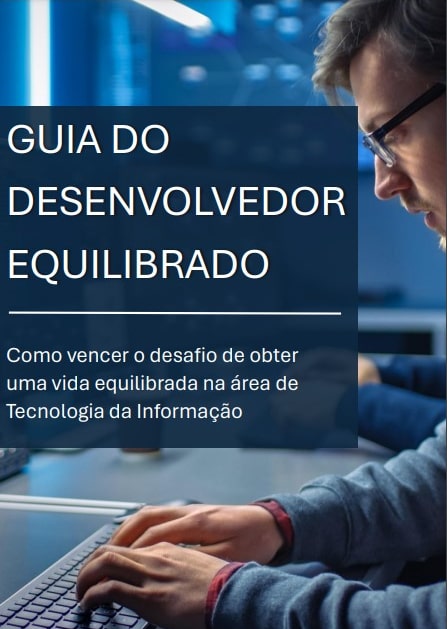 GUIA DO
DESENVOLVEDOR
EQUILIBRADO
Como vencer o desafio de obter
uma vida equilibrada na área de
Tecnologia da Informação